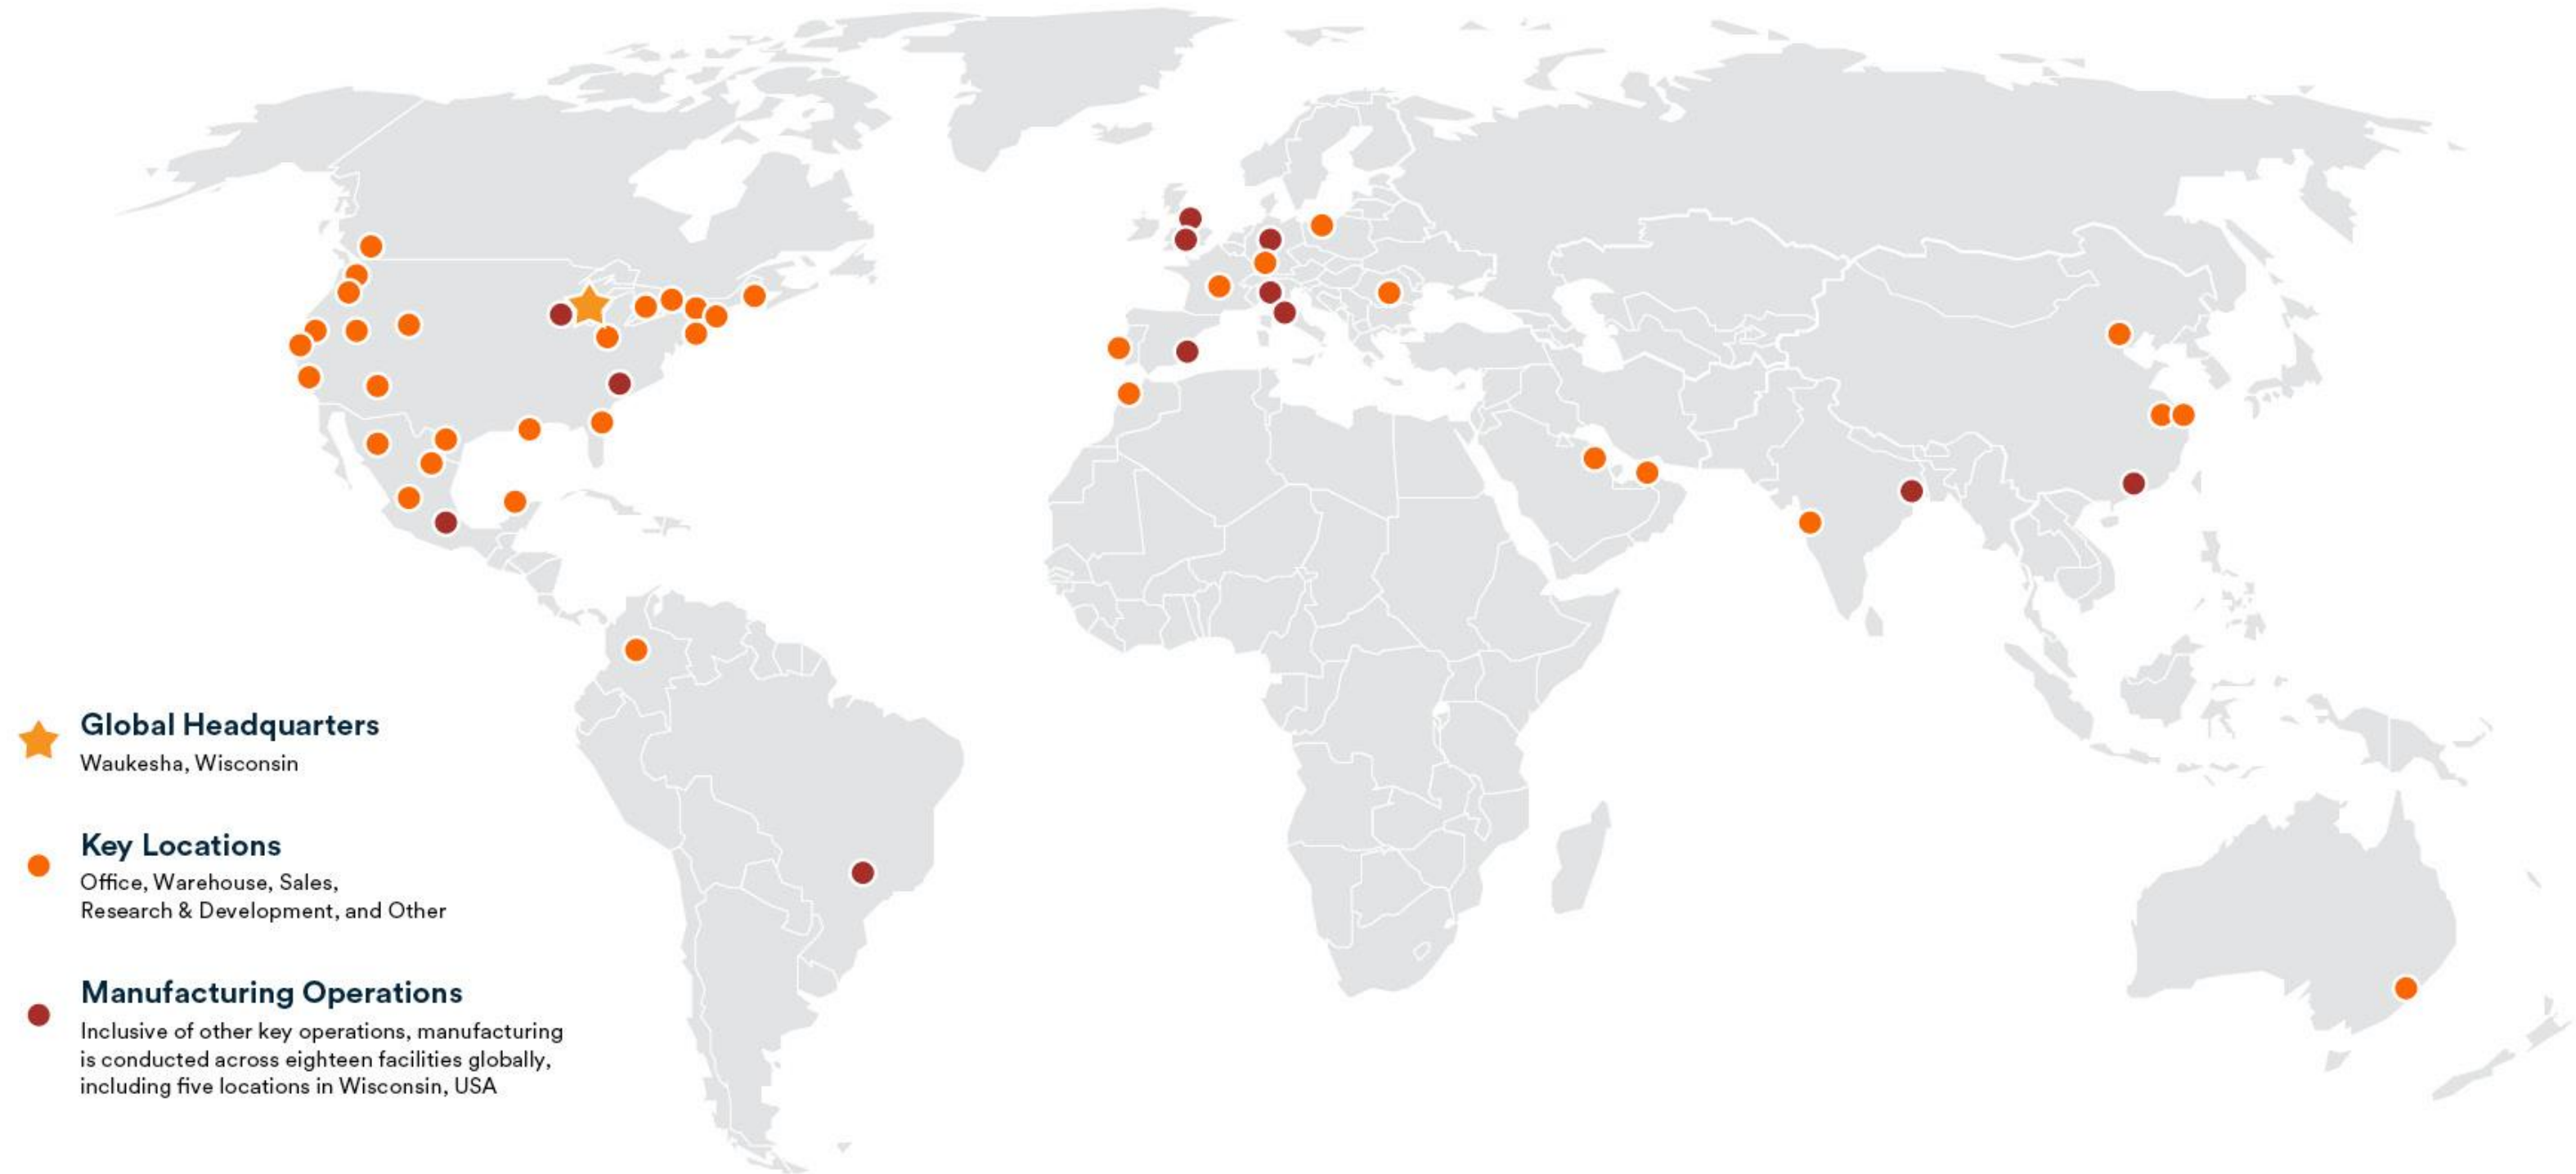 Global Headquarters
Waukesha, Wisconsin
Key Locations
Office, Warehouse, Sales,
Research & Development, and Other
Manufacturing Operations
Inclusive of other key operations, manufacturing
is conducted across eighteen facilities globally,
including five locations in Wisconsin, USA